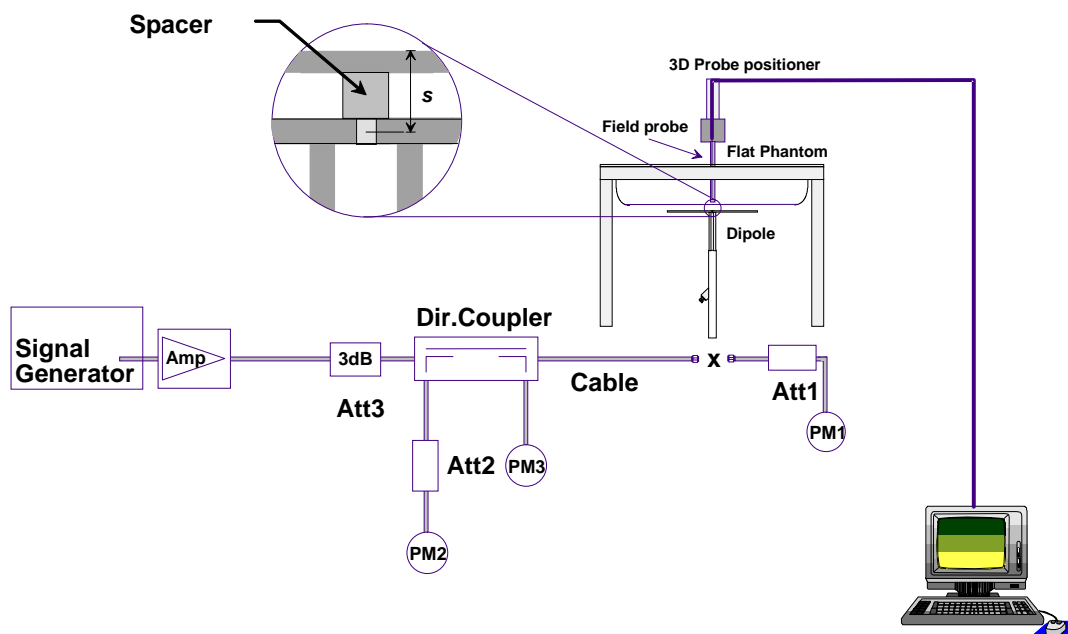 Spacer
s
3D Probe positioner
Field probe
Flat Phantom
Dipole
Signal
Generator
Amp
3dB
Att3
Dir.Coupler
Cable
x
Att1
PM1
Att2
PM3
PM2